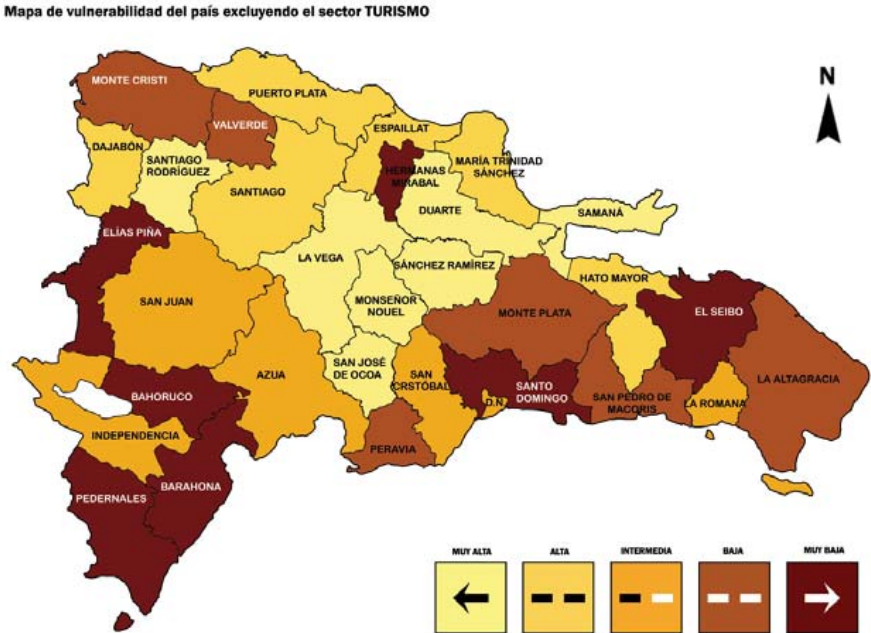 Mapa de vulnerabilidad del país excluyendo el sector TURISMO
N
MONTE CRISTI
PUERTO PLATA
VALVERDE
ESPAILLAT
DAJABÓN
SANTIAGO
RODRÍGUEZ
MARÍA TRINIDAD
SÁNCHEZ
HERMANAS
MIRABAL
SANTIAGO
DUARTE
SAMANÁ
ELÍAS PIÑA
LA VEGA
SÁNCHEZ RAMÍREZ
HATO MAYOR
SAN JUAN
MONSEÑOR
NOUEL
MONTE PLATA
EL SEIBO
SAN JOSÉ
DE OCOA
AZUA
SAN
CRSTÓBAL
LA ALTAGRACIA
BAHORUCO
D.N.
SANTO
DOMINGO
SAN PEDRO DE
MACORIS
LA ROMANA
INDEPENDENCIA
PERAVIA
BARAHONA
PEDERNALES
MUY ALTA
ALTA
INTERMEDIA
BAJA
MUY BAJA